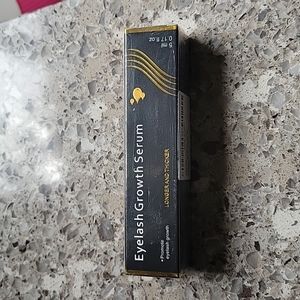 5 ml
0.17 fl.oz
Eyelash Growth Serum
LONGER AND THICKER
• Promote
eyelash growth